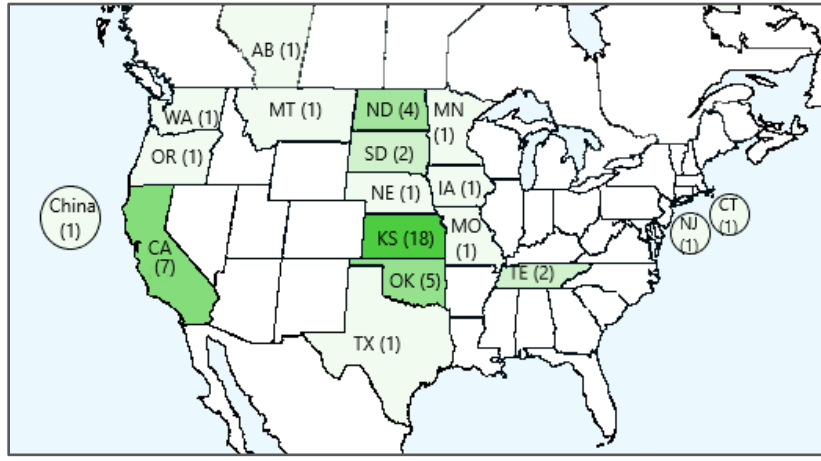 AB (1)
WA (1)
MT (1)
ND (4)
MN
(1)
OR (1)
SD (2)
NE (1)
IA (1)
China
(1)
CA
(7)
KS (18)
MO
(1)
NJ
(1)
CT
(1)
OK (5)
TE (2)
TX (1)